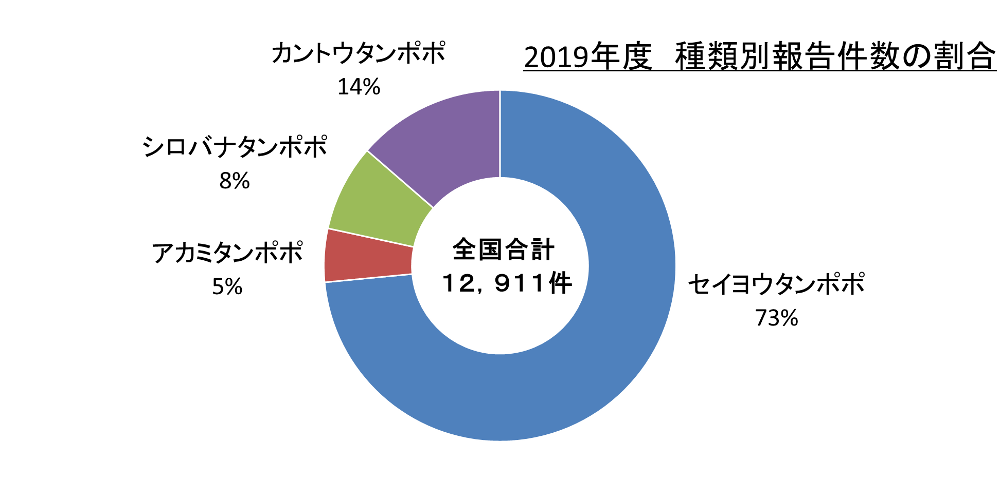 2019年度　種類別報告件数の割合
カントウタンポポ
14%
シロバナタンポポ
8%
アカミタンポポ
5%
全国合計
１２，９１１件
セイヨウタンポポ
73%